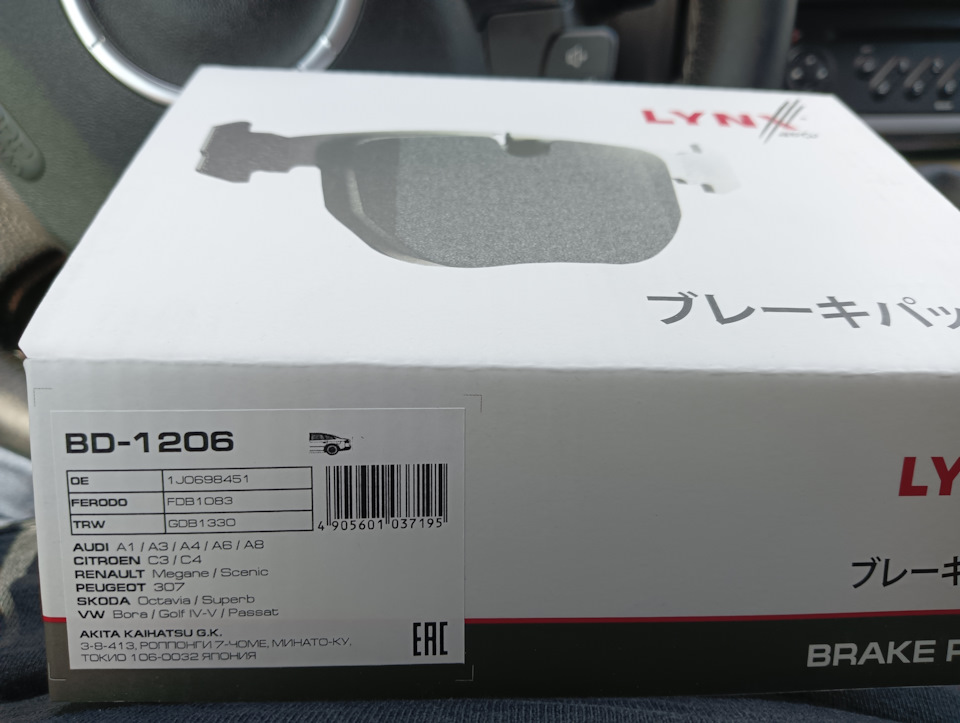 LYNX
auto
ブレーキパッ
BD-1206
OE 1J0698451
FERODO FDB1083
TRW GDB1330
4 905601 037195
AUDI A1 / A3 / A4 / A6 / A8
CITROEN C3 / C4
RENAULT Megane / Scenic
PEUGEOT 307
SKODA Octavia / Superb
VW Bora / Golf IV-V / Passat
AKITA KAIHATSU G.K.
3-8-413, РОППОНГИ 7-ЧОМЕ, МИНАТО-КУ,
ТОКИО 106-0032 ЯПОНИЯ
EAC
LY
ブレーキ
BRAKE P